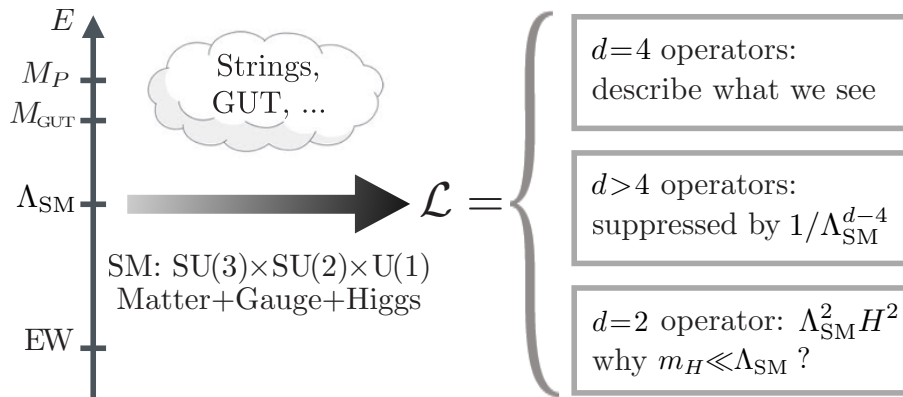 E
M_P
M_GUT
Λ_SM
EW
Strings,
GUT, ...
SM: SU(3)×SU(2)×U(1)
Matter+Gauge+Higgs
ℒ =
d=4 operators:
describe what we see
d>4 operators:
suppressed by 1/Λ_SM^{d−4}
d=2 operator: Λ_SM^2 H^2
why m_H≪Λ_SM ?